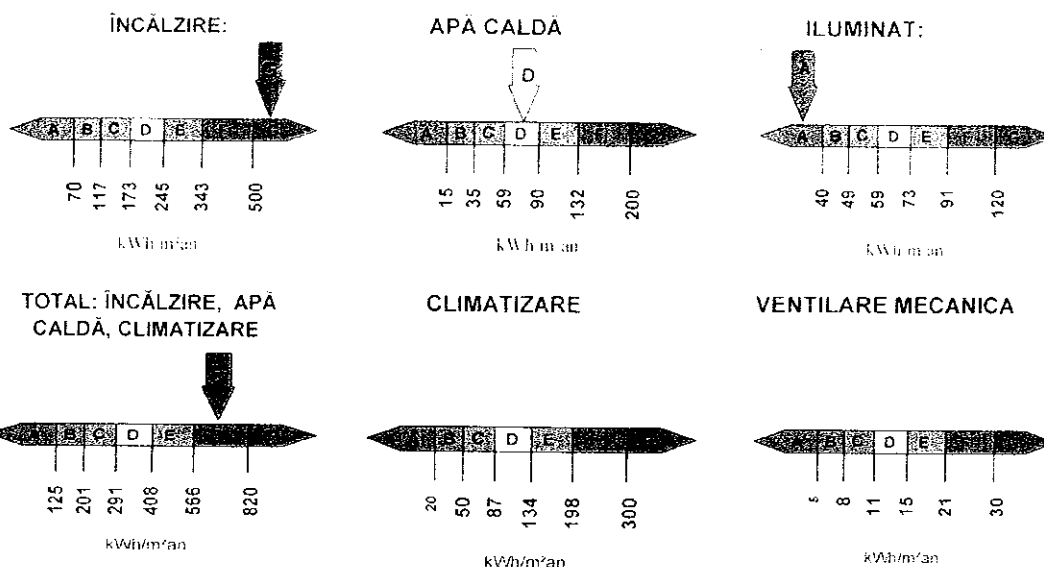 ÎNCĂLZIRE:
A B C D E F
70 117 173 245 343 500
kWh/m²an
APĂ CALDĂ
D
A B C D E F
15 35 59 90 132 200
kWh/m²an
ILUMINAT:
A
A B C D E F G
40 49 59 73 91 120
kWh/m²an
TOTAL: ÎNCĂLZIRE, APĂ
CALDĂ, CLIMATIZARE
A B C D E
125 201 291 408 566 820
kWh/m²an
CLIMATIZARE
A B C D E
20 50 87 134 198 300
kWh/m²an
VENTILARE MECANICA
A B C D E
5 8 11 15 21 30
kWh/m²an